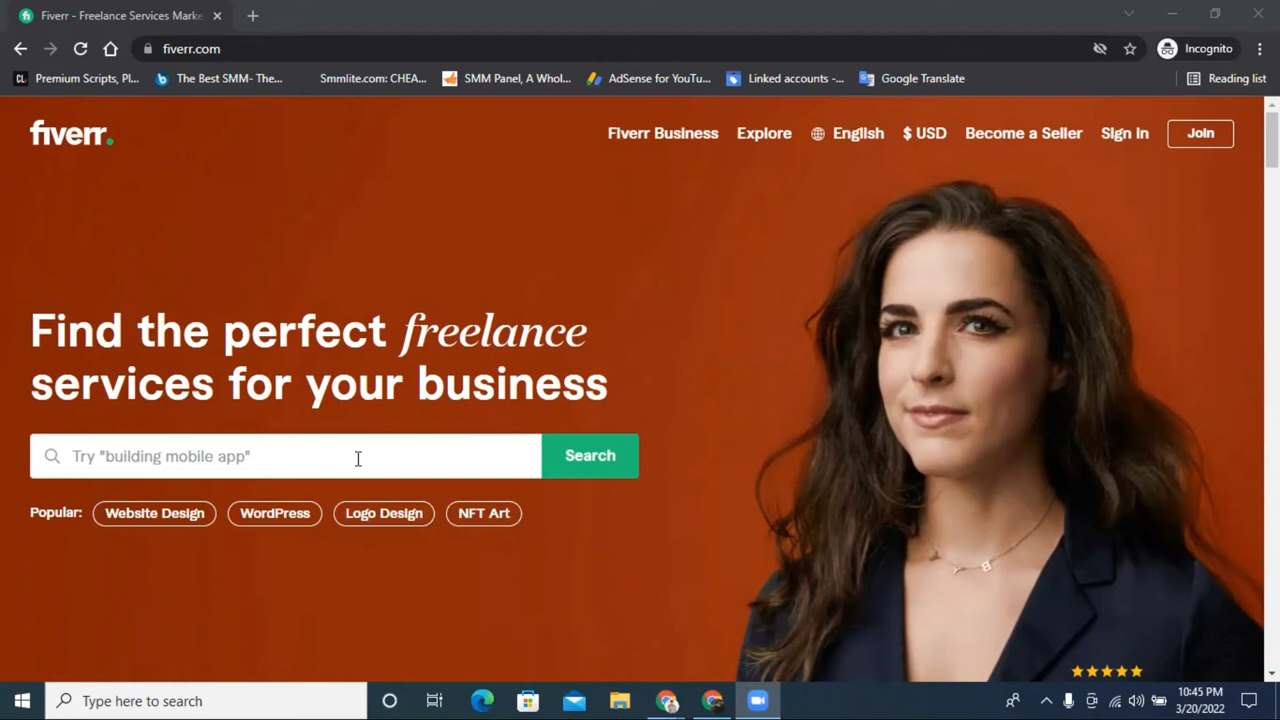 Fiverr - Freelance Services Marke
fiverr.com
Incognito
Premium Scripts, Pl...
The Best SMM- The...
Smmlite.com: CHEA...
SMM Panel, A Whol...
AdSense for YouTu...
Linked accounts -...
Google Translate
Reading list
fiverr.
Fiverr Business
Explore
English
$ USD
Become a Seller
Sign In
Join
Find the perfect freelance
services for your business
Try "building mobile app"
Search
Popular:
Website Design
WordPress
Logo Design
NFT Art
Type here to search
10:45 PM
3/20/2022